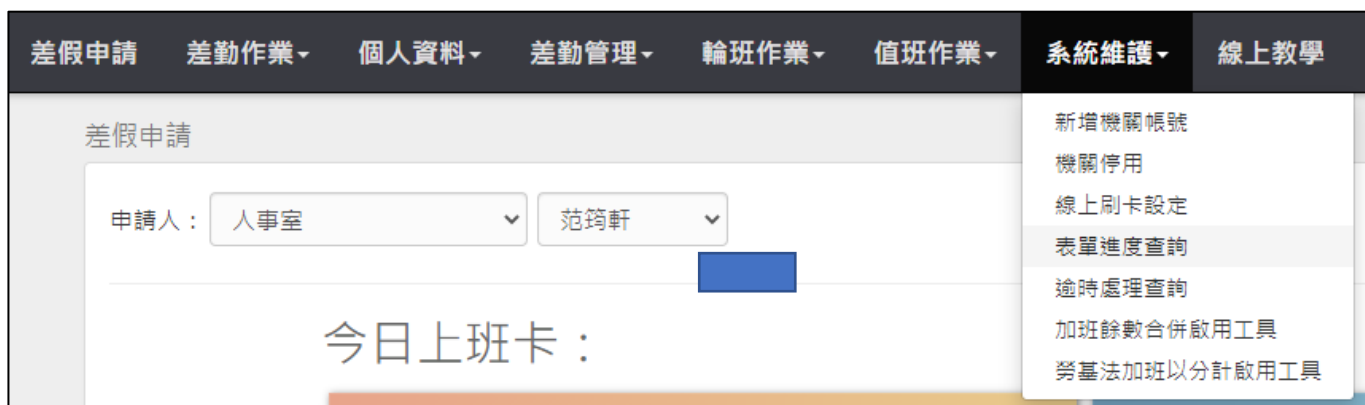 差假申請 差勤作業 個人資料 差勤管理 輪班作業 值班作業 系統維護 線上教學
新增機關帳號
機關停用
線上刷卡設定
表單進度查詢
逾時處理查詢
加班餘數合併啟用工具
勞基法加班以分計啟用工具
差假申請
申請人： 人事室 范筠軒
今日上班卡：